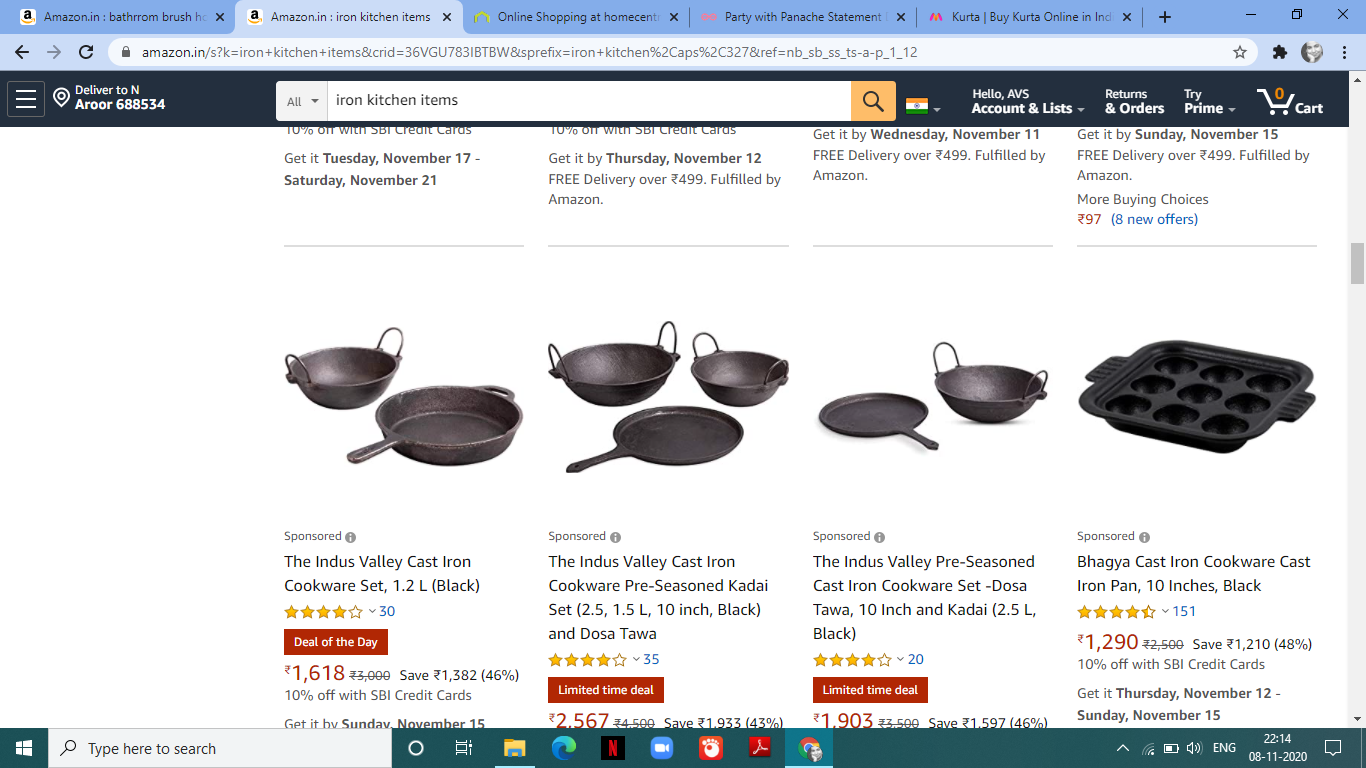 Amazon.in : bathrrom brush ho
Amazon.in : iron kitchen items
Online Shopping at homecentr
Party with Panache Statement
Kurta | Buy Kurta Online in Ind
amazon.in/s?k=iron+kitchen+items&crid=36VGU783IBTBW&sprefix=iron+kitchen%2Caps%2C327&ref=nb_sb_ss_ts-a-p_1_12
Deliver to N
Aroor 688534
All
iron kitchen items
Hello, AVS
Account & Lists
Returns
& Orders
Try
Prime
0
Cart
10% off with SBI Credit Cards
Get it Tuesday, November 17 -
Saturday, November 21
10% off with SBI Credit Cards
Get it by Thursday, November 12
FREE Delivery over ₹499. Fulfilled by
Amazon.
Get it by Wednesday, November 11
FREE Delivery over ₹499. Fulfilled by
Amazon.
Get it by Sunday, November 15
FREE Delivery over ₹499. Fulfilled by
Amazon.
More Buying Choices
₹97 (8 new offers)
Sponsored
The Indus Valley Cast Iron
Cookware Set, 1.2 L (Black)
30
Deal of the Day
₹1,618 ₹3,000 Save ₹1,382 (46%)
10% off with SBI Credit Cards
Get it by Sunday, November 15
Sponsored
The Indus Valley Cast Iron
Cookware Pre-Seasoned Kadai
Set (2.5, 1.5 L, 10 inch, Black)
and Dosa Tawa
35
Limited time deal
₹2,567 ₹4,500 Save ₹1,933 (43%)
Sponsored
The Indus Valley Pre-Seasoned
Cast Iron Cookware Set -Dosa
Tawa, 10 Inch and Kadai (2.5 L,
Black)
20
Limited time deal
₹1,903 ₹3,500 Save ₹1,597 (46%)
Sponsored
Bhagya Cast Iron Cookware Cast
Iron Pan, 10 Inches, Black
151
₹1,290 ₹2,500 Save ₹1,210 (48%)
10% off with SBI Credit Cards
Get it Thursday, November 12 -
Sunday, November 15
Type here to search
ENG
22:14
08-11-2020